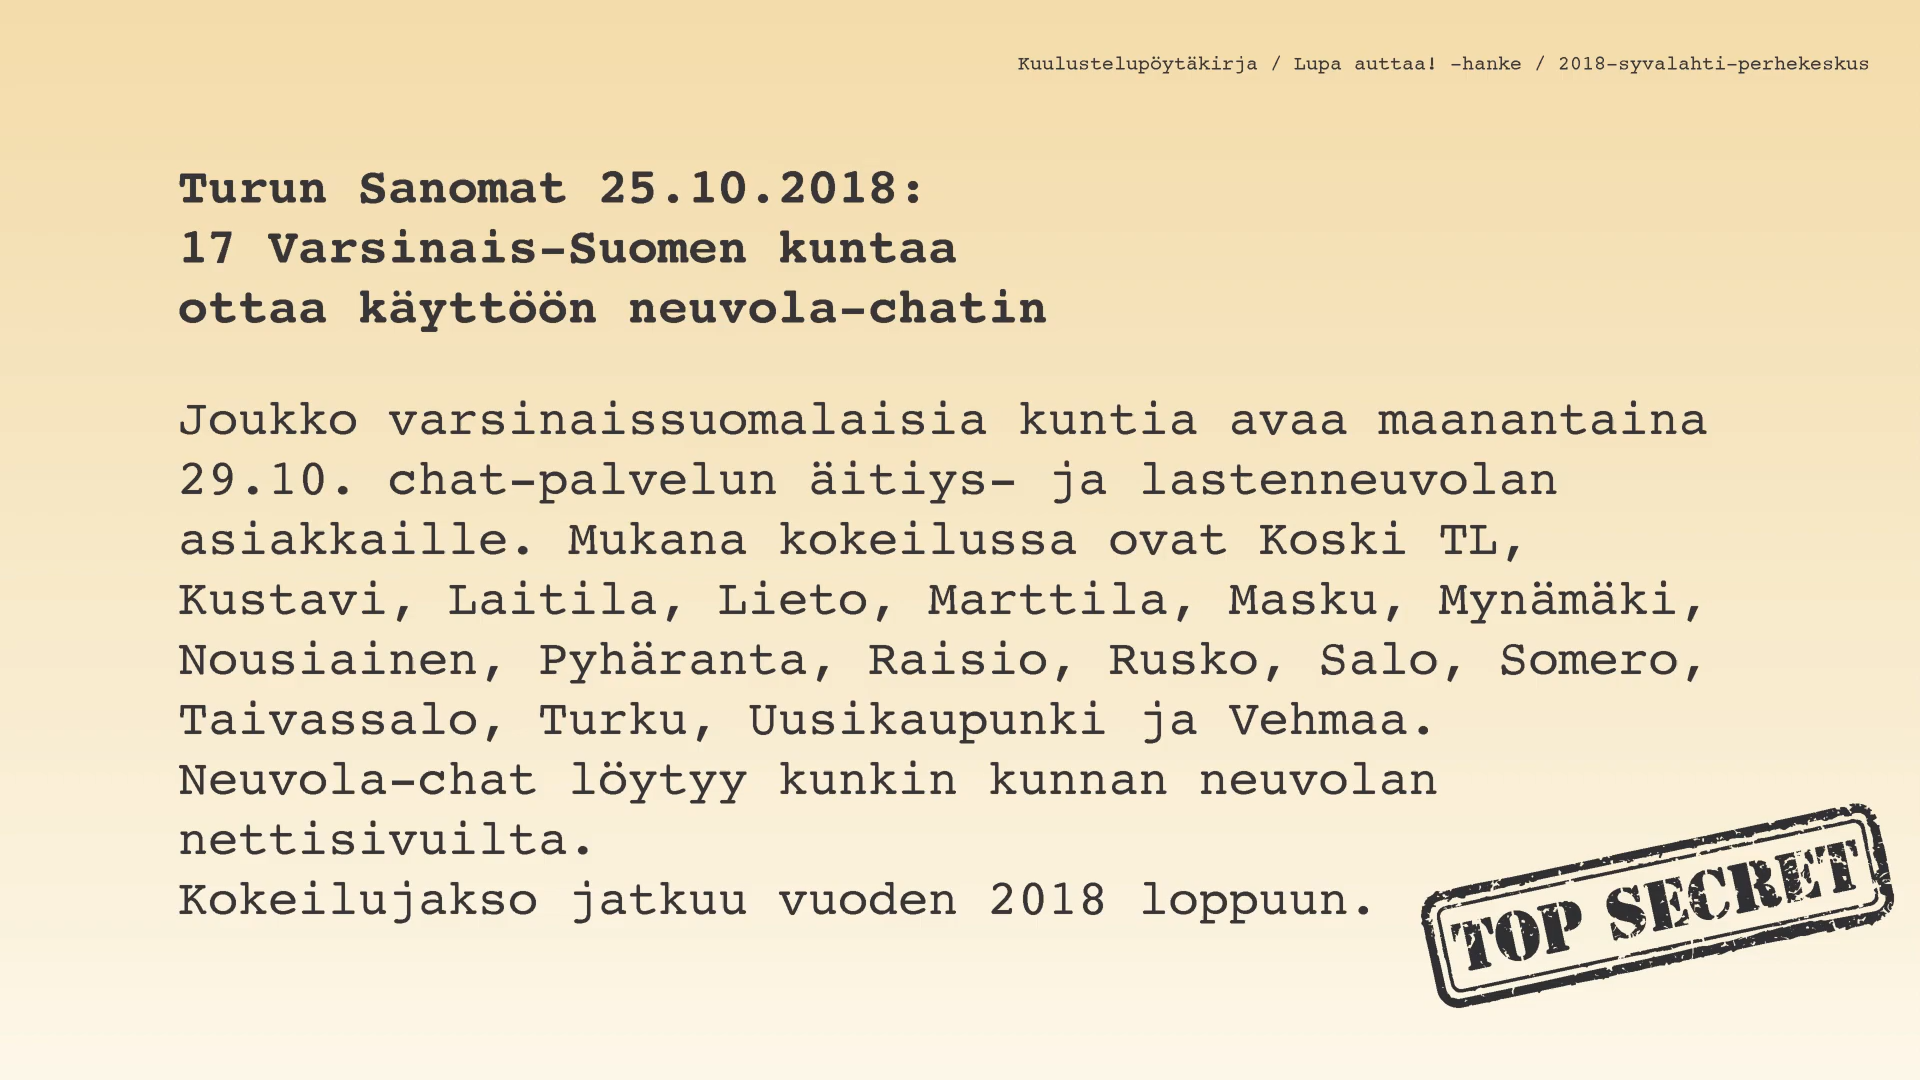 Kuulustelupöytäkirja / Lupa auttaa! -hanke / 2018-syvalahti-perhekeskus
Turun Sanomat 25.10.2018:
17 Varsinais-Suomen kuntaa
ottaa käyttöön neuvola-chatin
Joukko varsinaissuomalaisia kuntia avaa maanantaina
29.10. chat-palvelun äitiys- ja lastenneuvolan
asiakkaille. Mukana kokeilussa ovat Koski TL,
Kustavi, Laitila, Lieto, Marttila, Masku, Mynämäki,
Nousiainen, Pyhäranta, Raisio, Rusko, Salo, Somero,
Taivassalo, Turku, Uusikaupunki ja Vehmaa.
Neuvola-chat löytyy kunkin kunnan neuvolan
nettisivuilta.
Kokeilujakso jatkuu vuoden 2018 loppuun.
TOP SECRET